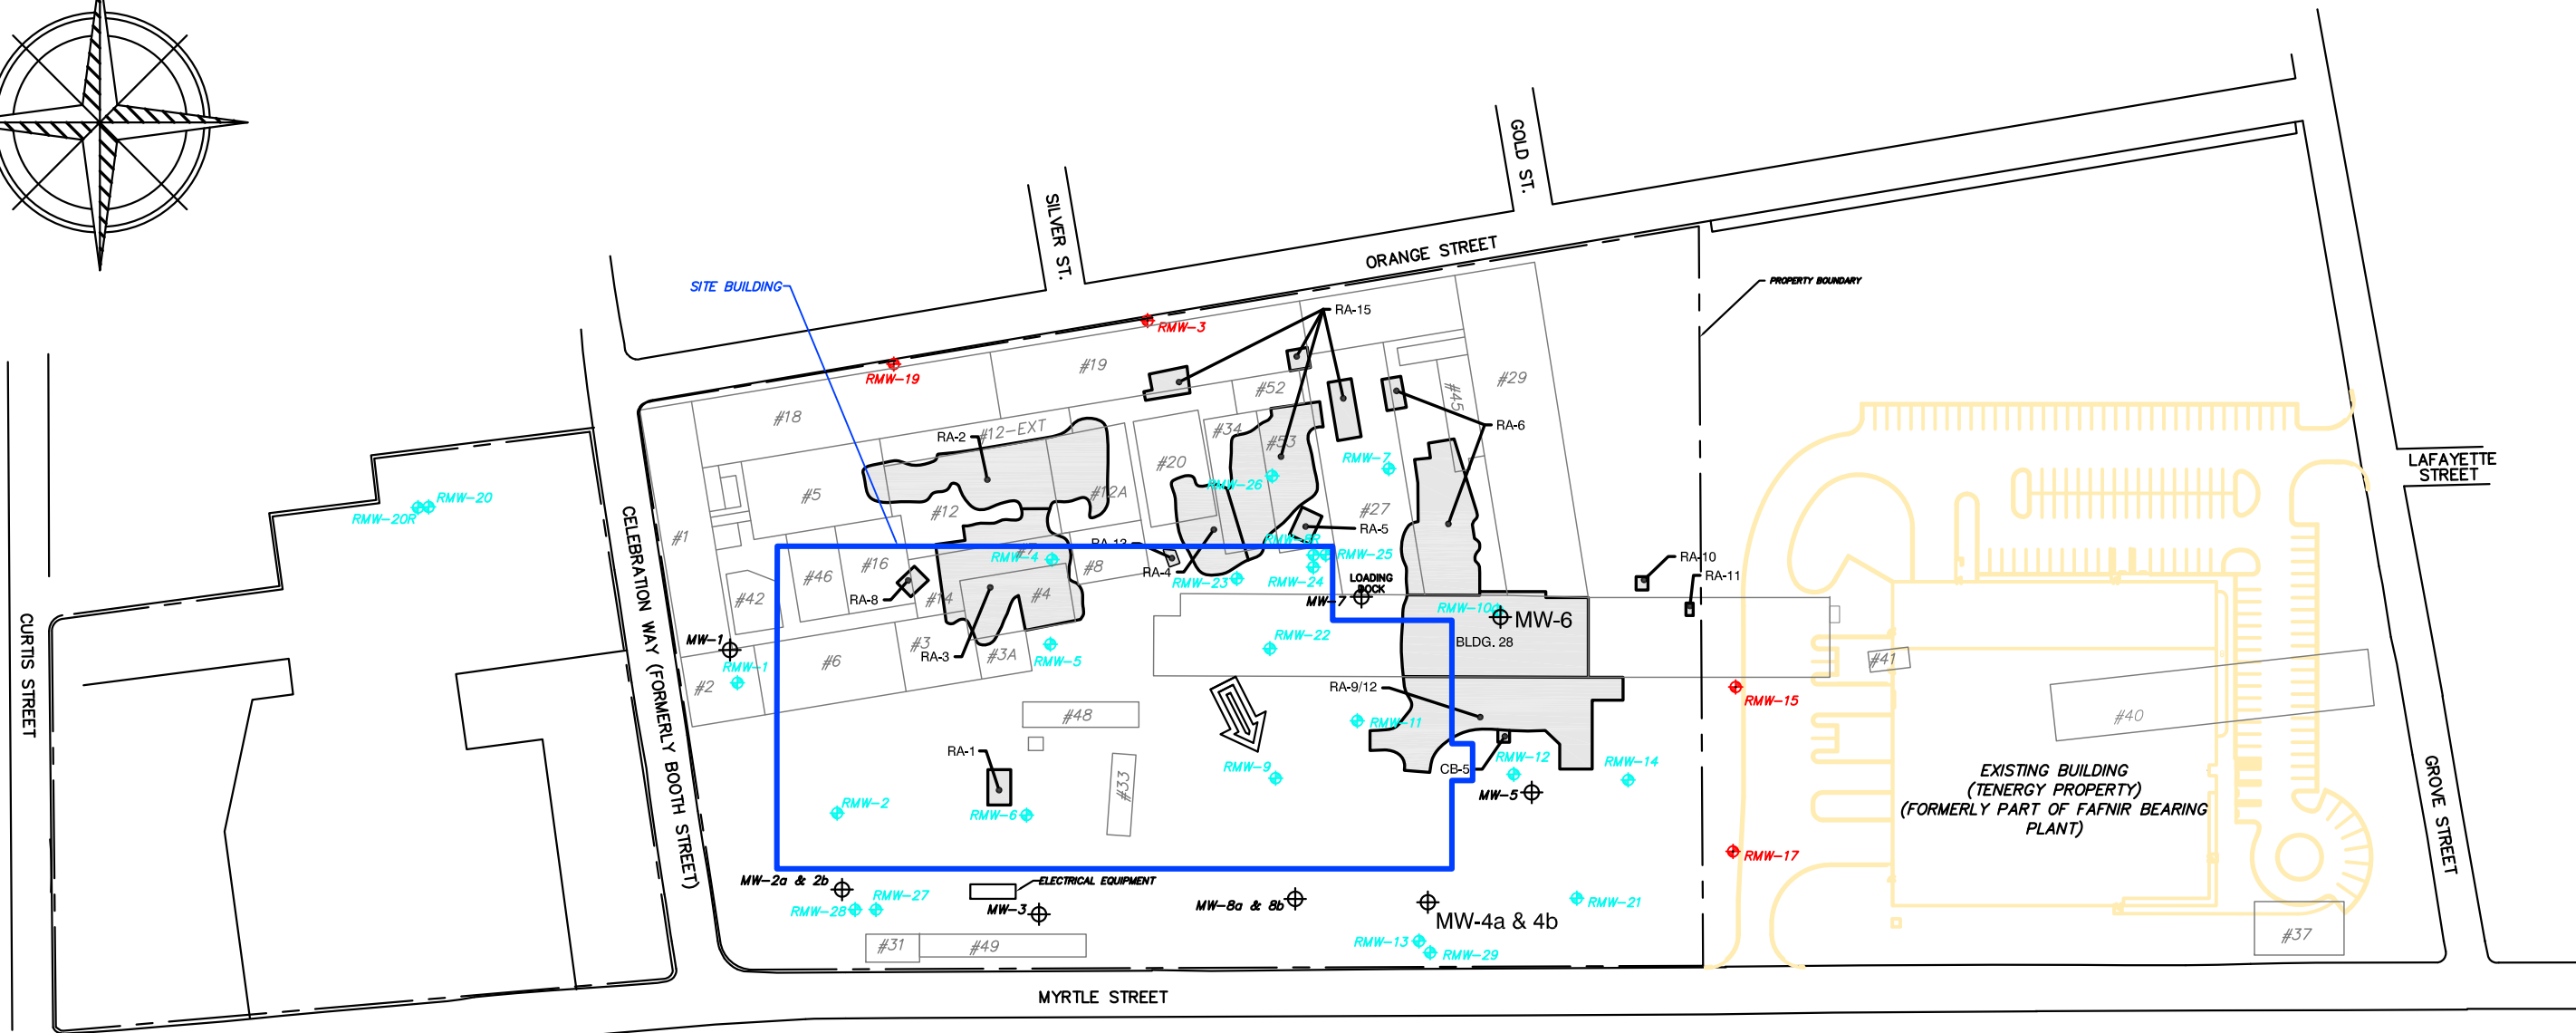 GOLD ST.
SILVER ST.
ORANGE STREET
SITE BUILDING
PROPERTY BOUNDARY
RA-15
RMW-3
RMW-19
#19
#18
#52
#29
#45
#12-EXT
RA-2
#34
#53
RA-6
#20
RMW-7
LAFAYETTE
STREET
RMW-26
#5
#12A
RMW-20
RMW-20R
#12
#27
RA-5
#1
RMW-8R
RA-13
#7
RMW-4
RMW-25
#16
#8
RA-4
RMW-23
RMW-24
LOADING
DOCK
RA-10
RA-11
#46
#42
RA-8
#14
#4
MW-7
RMW-10d
MW-6
CELEBRATION WAY (FORMERLY BOOTH STREET)
CURTIS STREET
MW-1
RMW-1
#3
#6
RA-3
#3A
RMW-5
RMW-22
BLDG. 28
#41
#2
RA-9/12
RMW-15
#48
RMW-11
#40
RA-1
#33
RMW-9
CB-5
RMW-12
RMW-14
MW-5
EXISTING BUILDING
(TENERGY PROPERTY)
(FORMERLY PART OF FAFNIR BEARING
PLANT)
GROVE STREET
RMW-2
RMW-6
RMW-17
MW-2a & 2b
ELECTRICAL EQUIPMENT
RMW-28
RMW-27
MW-3
MW-8a & 8b
MW-4a & 4b
RMW-21
RMW-13
RMW-29
#31
#49
#37
MYRTLE STREET